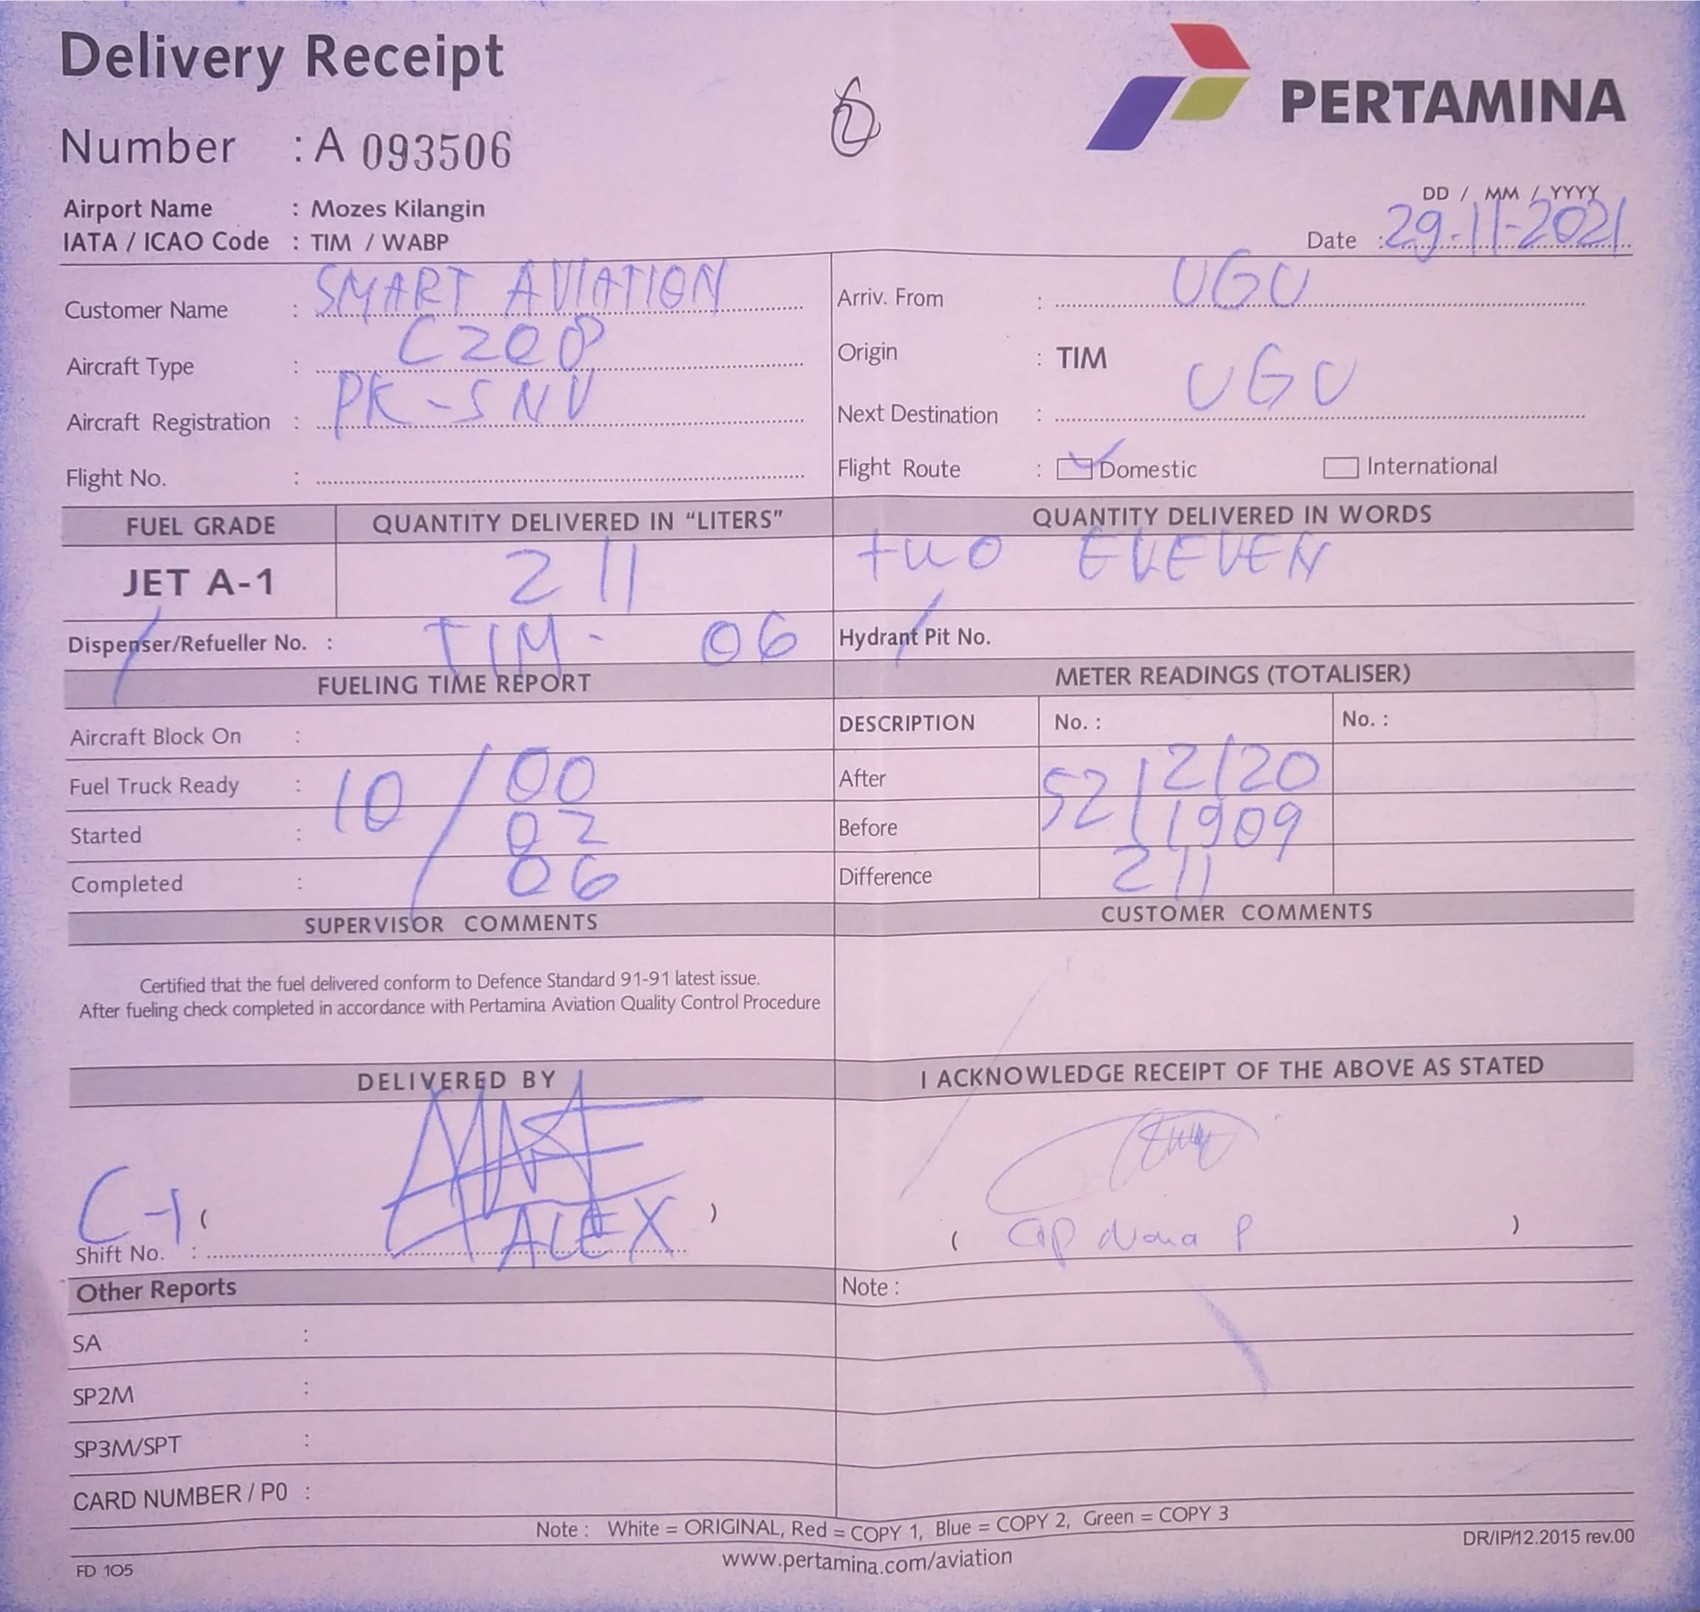 Delivery Receipt
PERTAMINA
Number : A 093506
Airport Name : Mozes Kilangin
IATA / ICAO Code : TIM / WABP
DD / MM / YYYY
Date : 29-11-2021
Customer Name : SMART AVIATION
Aircraft Type : C208
Aircraft Registration : PK-SNV
Flight No. :
Arriv. From : UGU
Origin : TIM
Next Destination : UGU
Flight Route : Domestic International
FUEL GRADE QUANTITY DELIVERED IN "LITERS" QUANTITY DELIVERED IN WORDS
JET A-1 211 two ELEVEN
Dispenser/Refueller No. : TIM- 06 Hydrant Pit No.
FUELING TIME REPORT METER READINGS (TOTALISER)
Aircraft Block On : DESCRIPTION No. : No. :
Fuel Truck Ready : 10 / 00 After 52 / 2120
Started : 02 Before 1909
Completed : 06 Difference 211
SUPERVISOR COMMENTS CUSTOMER COMMENTS
Certified that the fuel delivered conform to Defence Standard 91-91 latest issue.
After fueling check completed in accordance with Pertamina Aviation Quality Control Procedure
DELIVERED BY I ACKNOWLEDGE RECEIPT OF THE ABOVE AS STATED
C-1 ( ALEX )
Shift No. :
( Cap P )
Other Reports Note :
SA :
SP2M :
SP3M/SPT :
CARD NUMBER / P0 :
Note : White = ORIGINAL, Red = COPY 1, Blue = COPY 2, Green = COPY 3
www.pertamina.com/aviation
FD 105
DR/IP/12.2015 rev.00